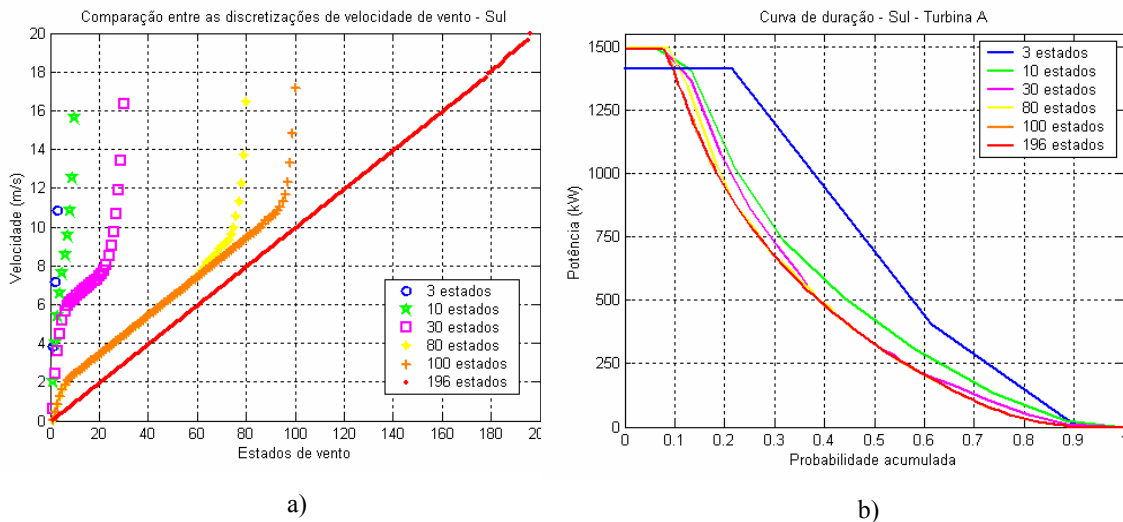 Comparação entre as discretizações de velocidade de vento - Sul
20
18
16
14
12
10
8
6
4
2
0
Velocidade (m/s)
3 estados
10 estados
30 estados
80 estados
100 estados
196 estados
0 20 40 60 80 100 120 140 160 180 20
Estados de vento
a)
Curva de duração - Sul - Turbina A
1500
1250
1000
750
500
250
0
Potência (kW)
3 estados
10 estados
30 estados
80 estados
100 estados
196 estados
0 0.1 0.2 0.3 0.4 0.5 0.6 0.7 0.8 0.9 1
Probabilidade acumulada
b)